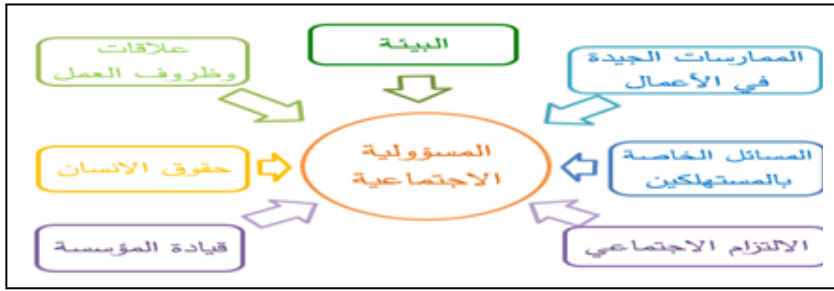 البيئة
الممارسات الجيدة
في الأعمال
علاقات
وظروف العمل
المسؤولية
الاجتماعية
المسائل الخاصة
بالمستهلكين
حقوق الانسان
الالتزام الاجتماعي
قيادة المؤسسة